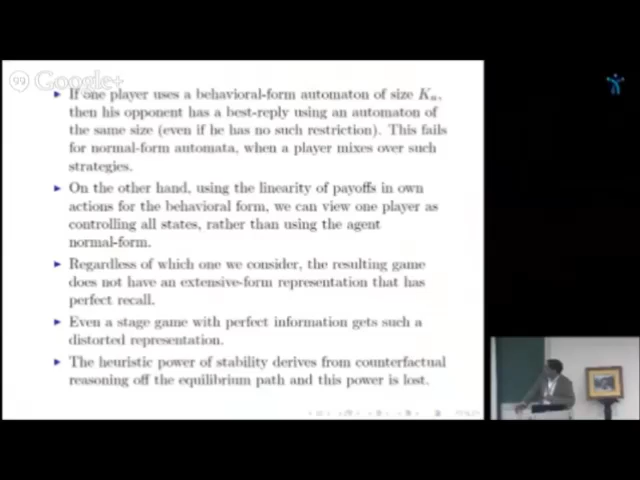 Google+
If one player uses a behavioral-form automaton of size Kₐ,
then his opponent has a best-reply using an automaton of
the same size (even if he has no such restriction). This fails
for normal-form automata, when a player mixes over such
strategies.
On the other hand, using the linearity of payoffs in own
actions for the behavioral form, we can view one player as
controlling all states, rather than using the agent
normal-form.
Regardless of which one we consider, the resulting game
does not have an extensive-form representation that has
perfect recall.
Even a stage game with perfect information gets such a
distorted representation.
The heuristic power of stability derives from counterfactual
reasoning off the equilibrium path and this power is lost.